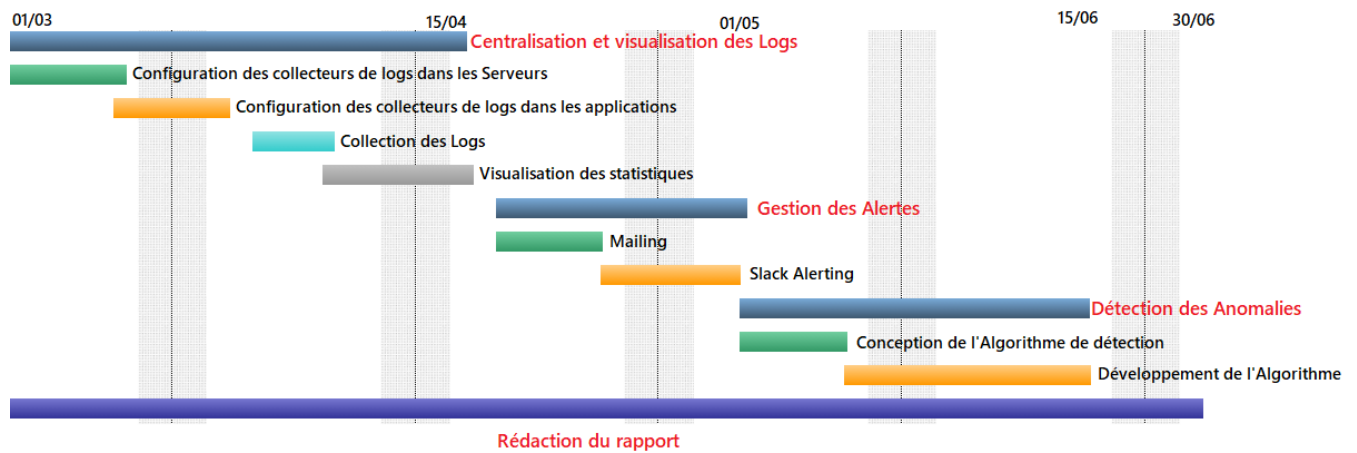 01/03 15/04 01/05 15/06 30/06
Centralisation et visualisation des Logs
Configuration des collecteurs de logs dans les Serveurs
Configuration des collecteurs de logs dans les applications
Collection des Logs
Visualisation des statistiques
Gestion des Alertes
Mailing
Slack Alerting
Détection des Anomalies
Conception de l'Algorithme de détection
Développement de l'Algorithme
Rédaction du rapport